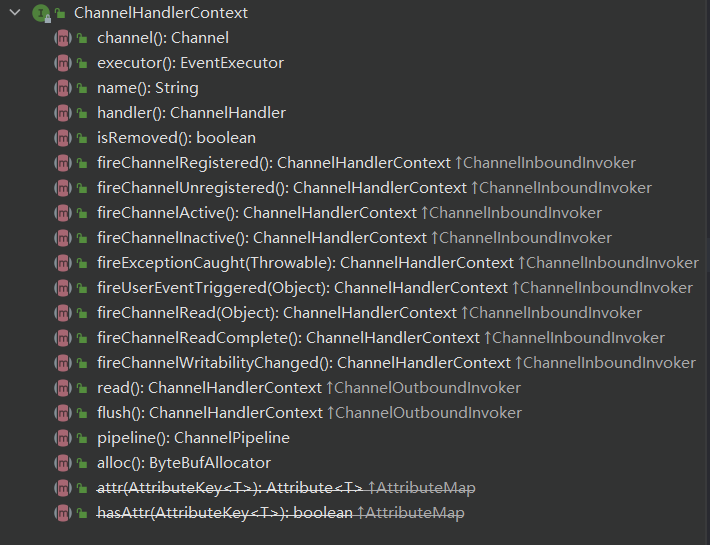 ChannelHandlerContext
channel(): Channel
executor(): EventExecutor
name(): String
handler(): ChannelHandler
isRemoved(): boolean
fireChannelRegistered(): ChannelHandlerContext ↑ChannelInboundInvoker
fireChannelUnregistered(): ChannelHandlerContext ↑ChannelInboundInvoker
fireChannelActive(): ChannelHandlerContext ↑ChannelInboundInvoker
fireChannelInactive(): ChannelHandlerContext ↑ChannelInboundInvoker
fireExceptionCaught(Throwable): ChannelHandlerContext ↑ChannelInboundInvoker
fireUserEventTriggered(Object): ChannelHandlerContext ↑ChannelInboundInvoker
fireChannelRead(Object): ChannelHandlerContext ↑ChannelInboundInvoker
fireChannelReadComplete(): ChannelHandlerContext ↑ChannelInboundInvoker
fireChannelWritabilityChanged(): ChannelHandlerContext ↑ChannelInboundInvoker
read(): ChannelHandlerContext ↑ChannelOutboundInvoker
flush(): ChannelHandlerContext ↑ChannelOutboundInvoker
pipeline(): ChannelPipeline
alloc(): ByteBufAllocator
attr(AttributeKey<T>): Attribute<T> ↑AttributeMap
hasAttr(AttributeKey<T>): boolean ↑AttributeMap